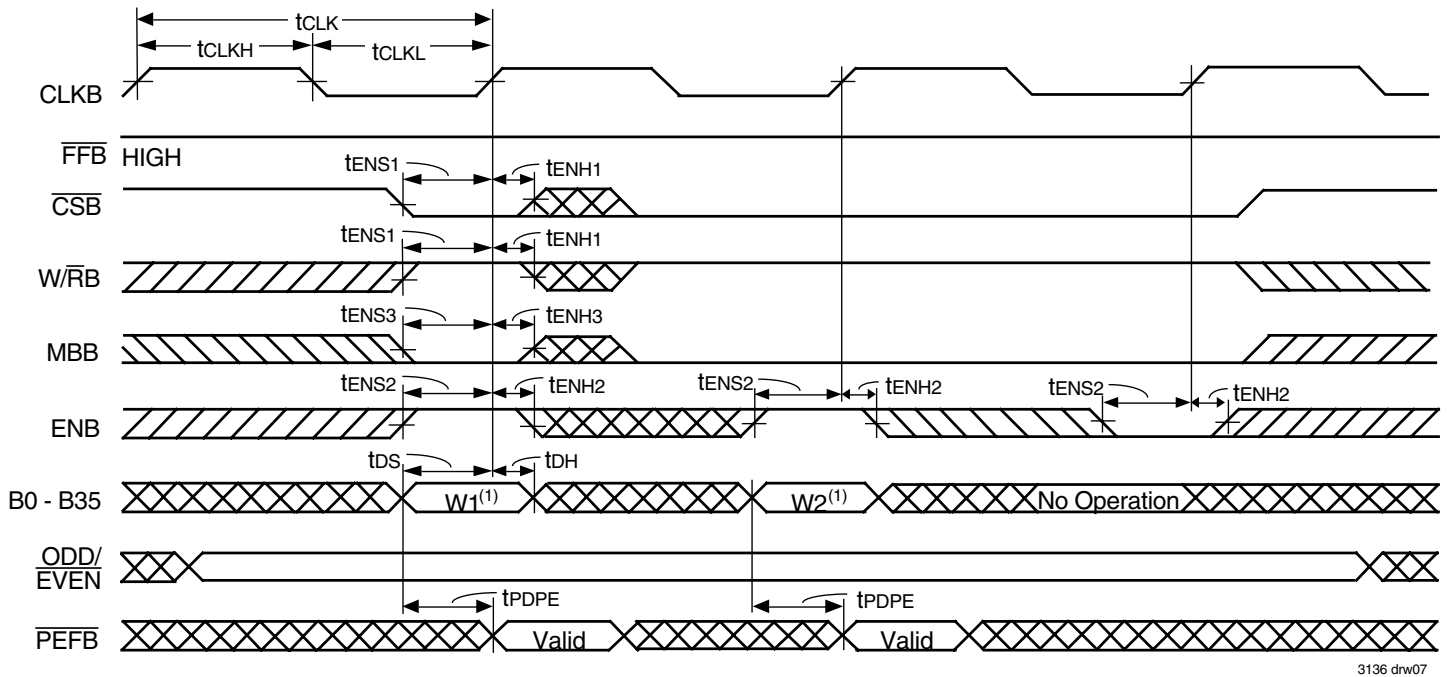 tCLK
tCLKH
tCLKL
CLKB
FFB HIGH
tENS1
tENH1
CSB
tENS1
tENH1
W/RB
tENS3
tENH3
MBB
tENS2
tENH2
tENS2
tENH2
tENS2
tENH2
ENB
tDS
tDH
B0 - B35
W1(1)
W2(1)
No Operation
ODD/
EVEN
tPDPE
tPDPE
PEFB
Valid
Valid
3136 drw07